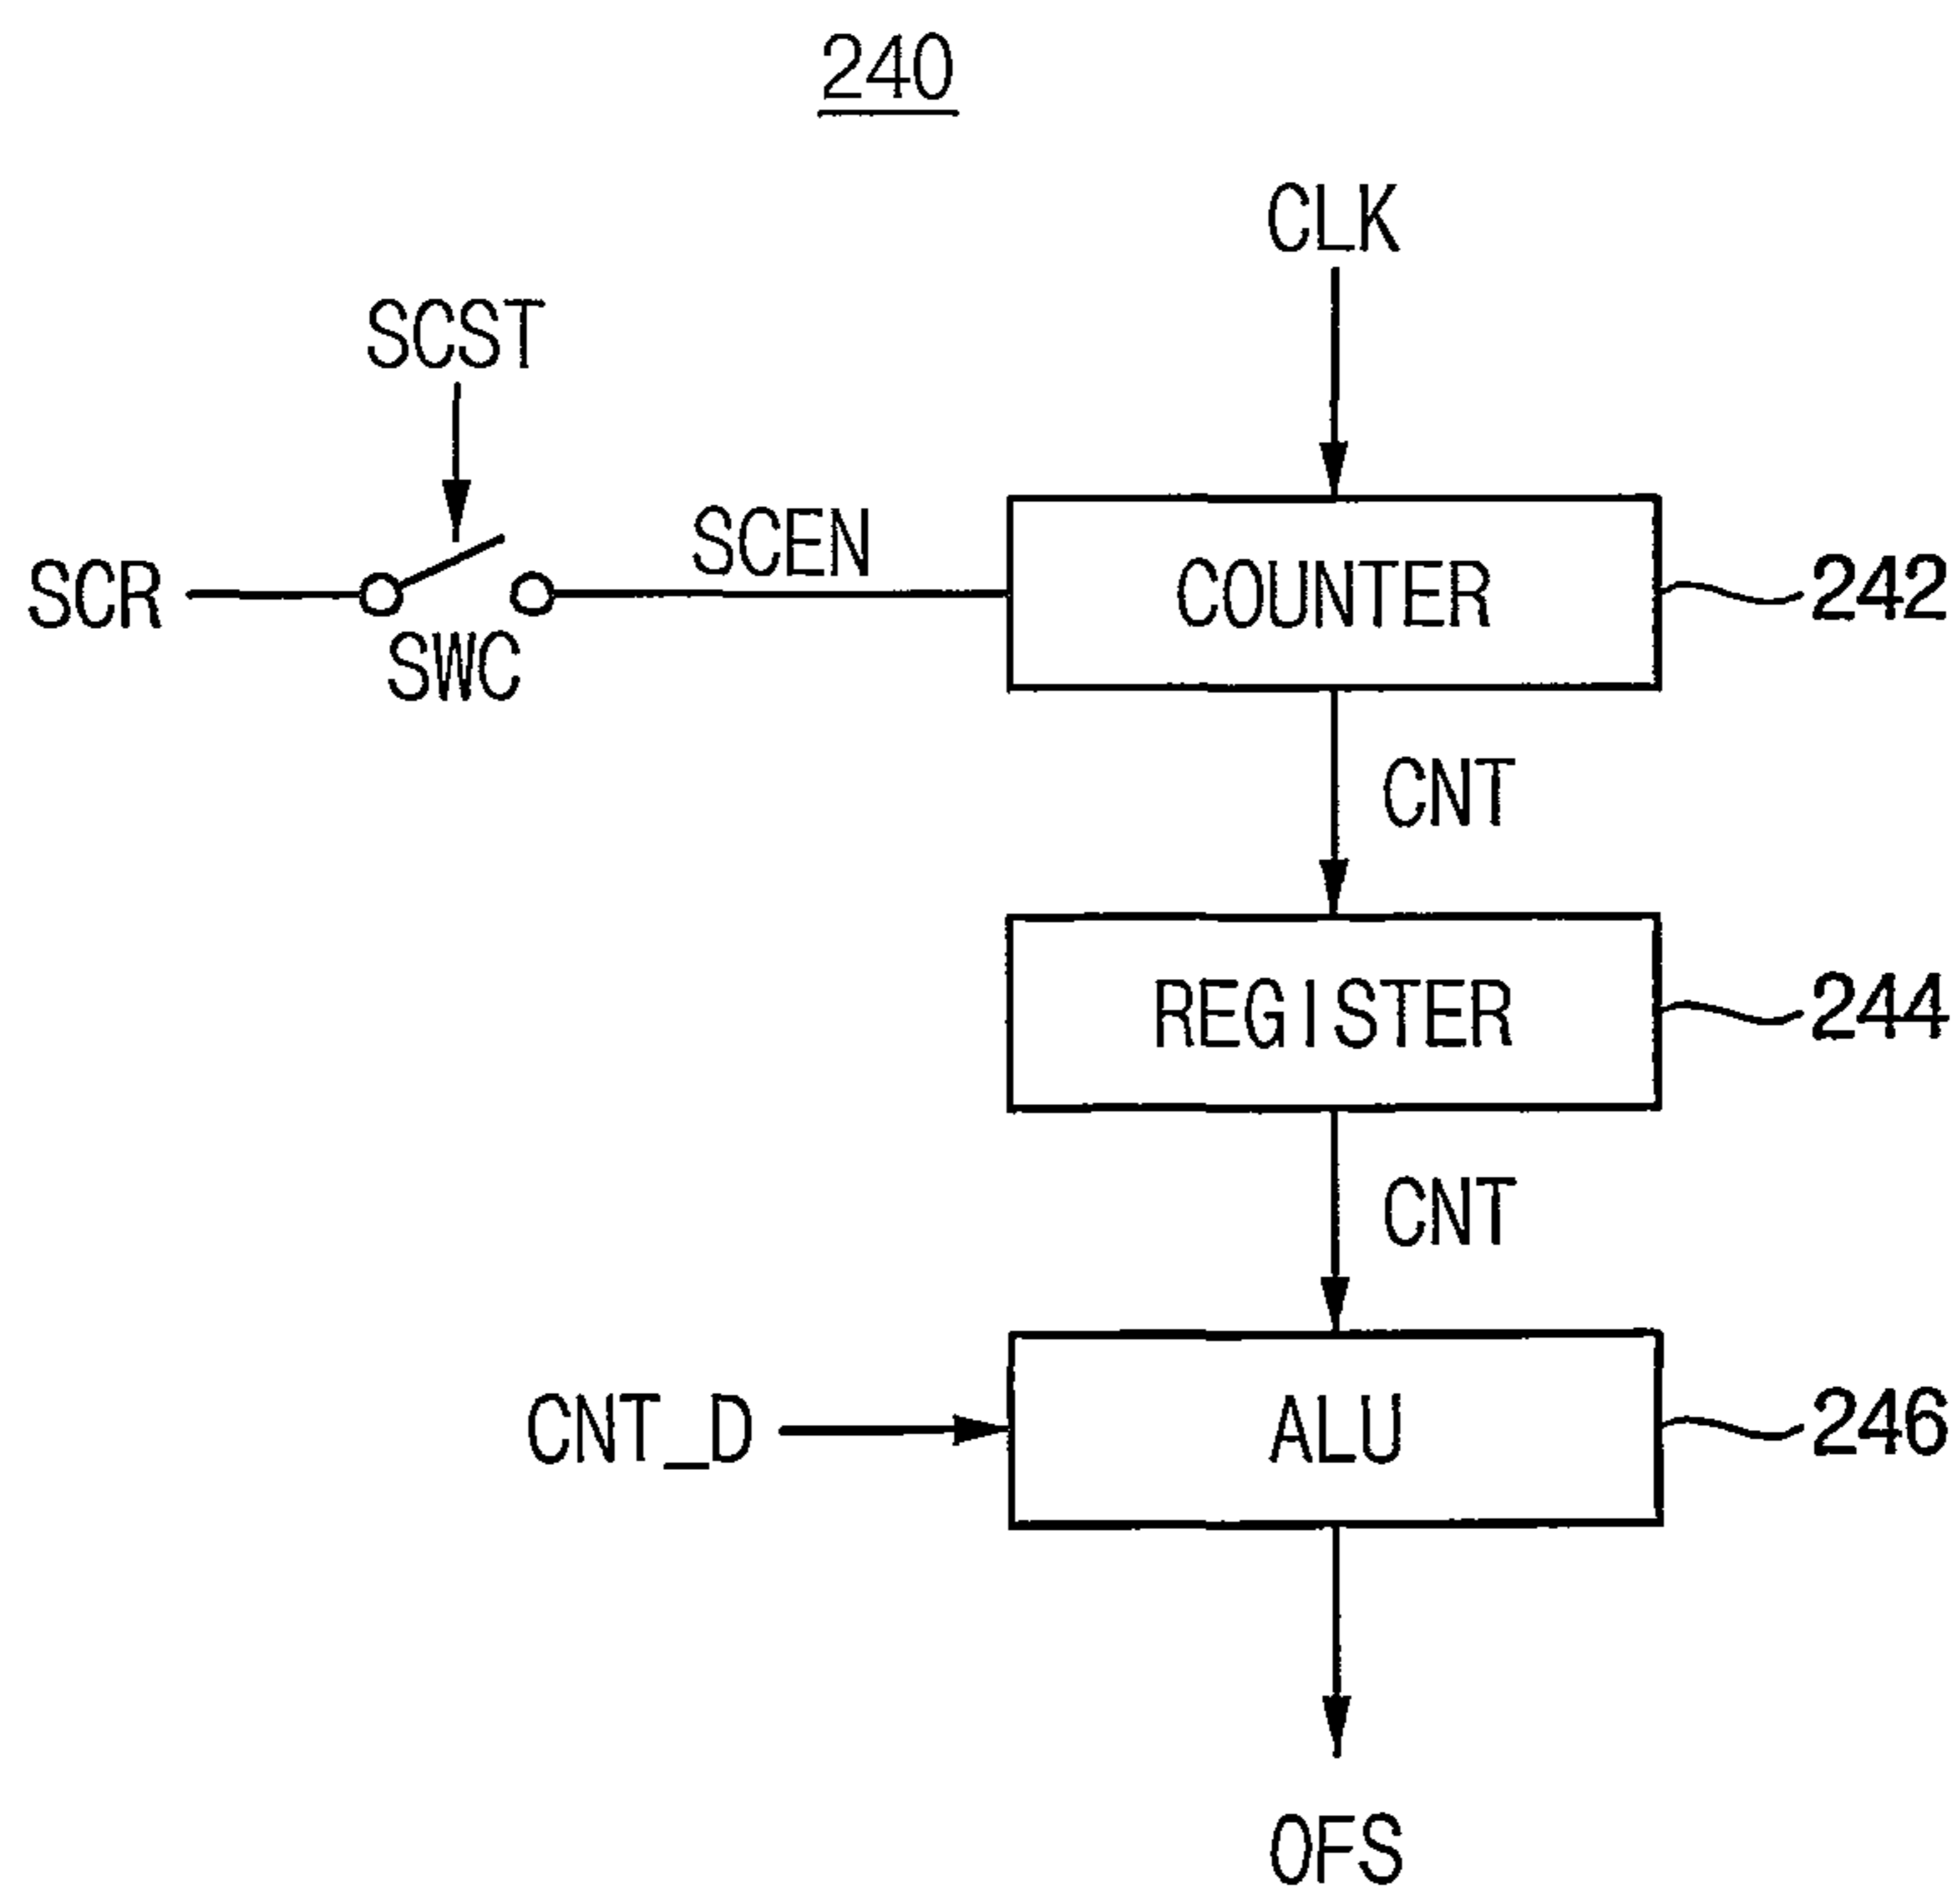 240
CLK
SCST
SCEN
SCR
SWC
COUNTER
242
CNT
REGISTER
244
CNT
CNT_D
ALU
246
OFS